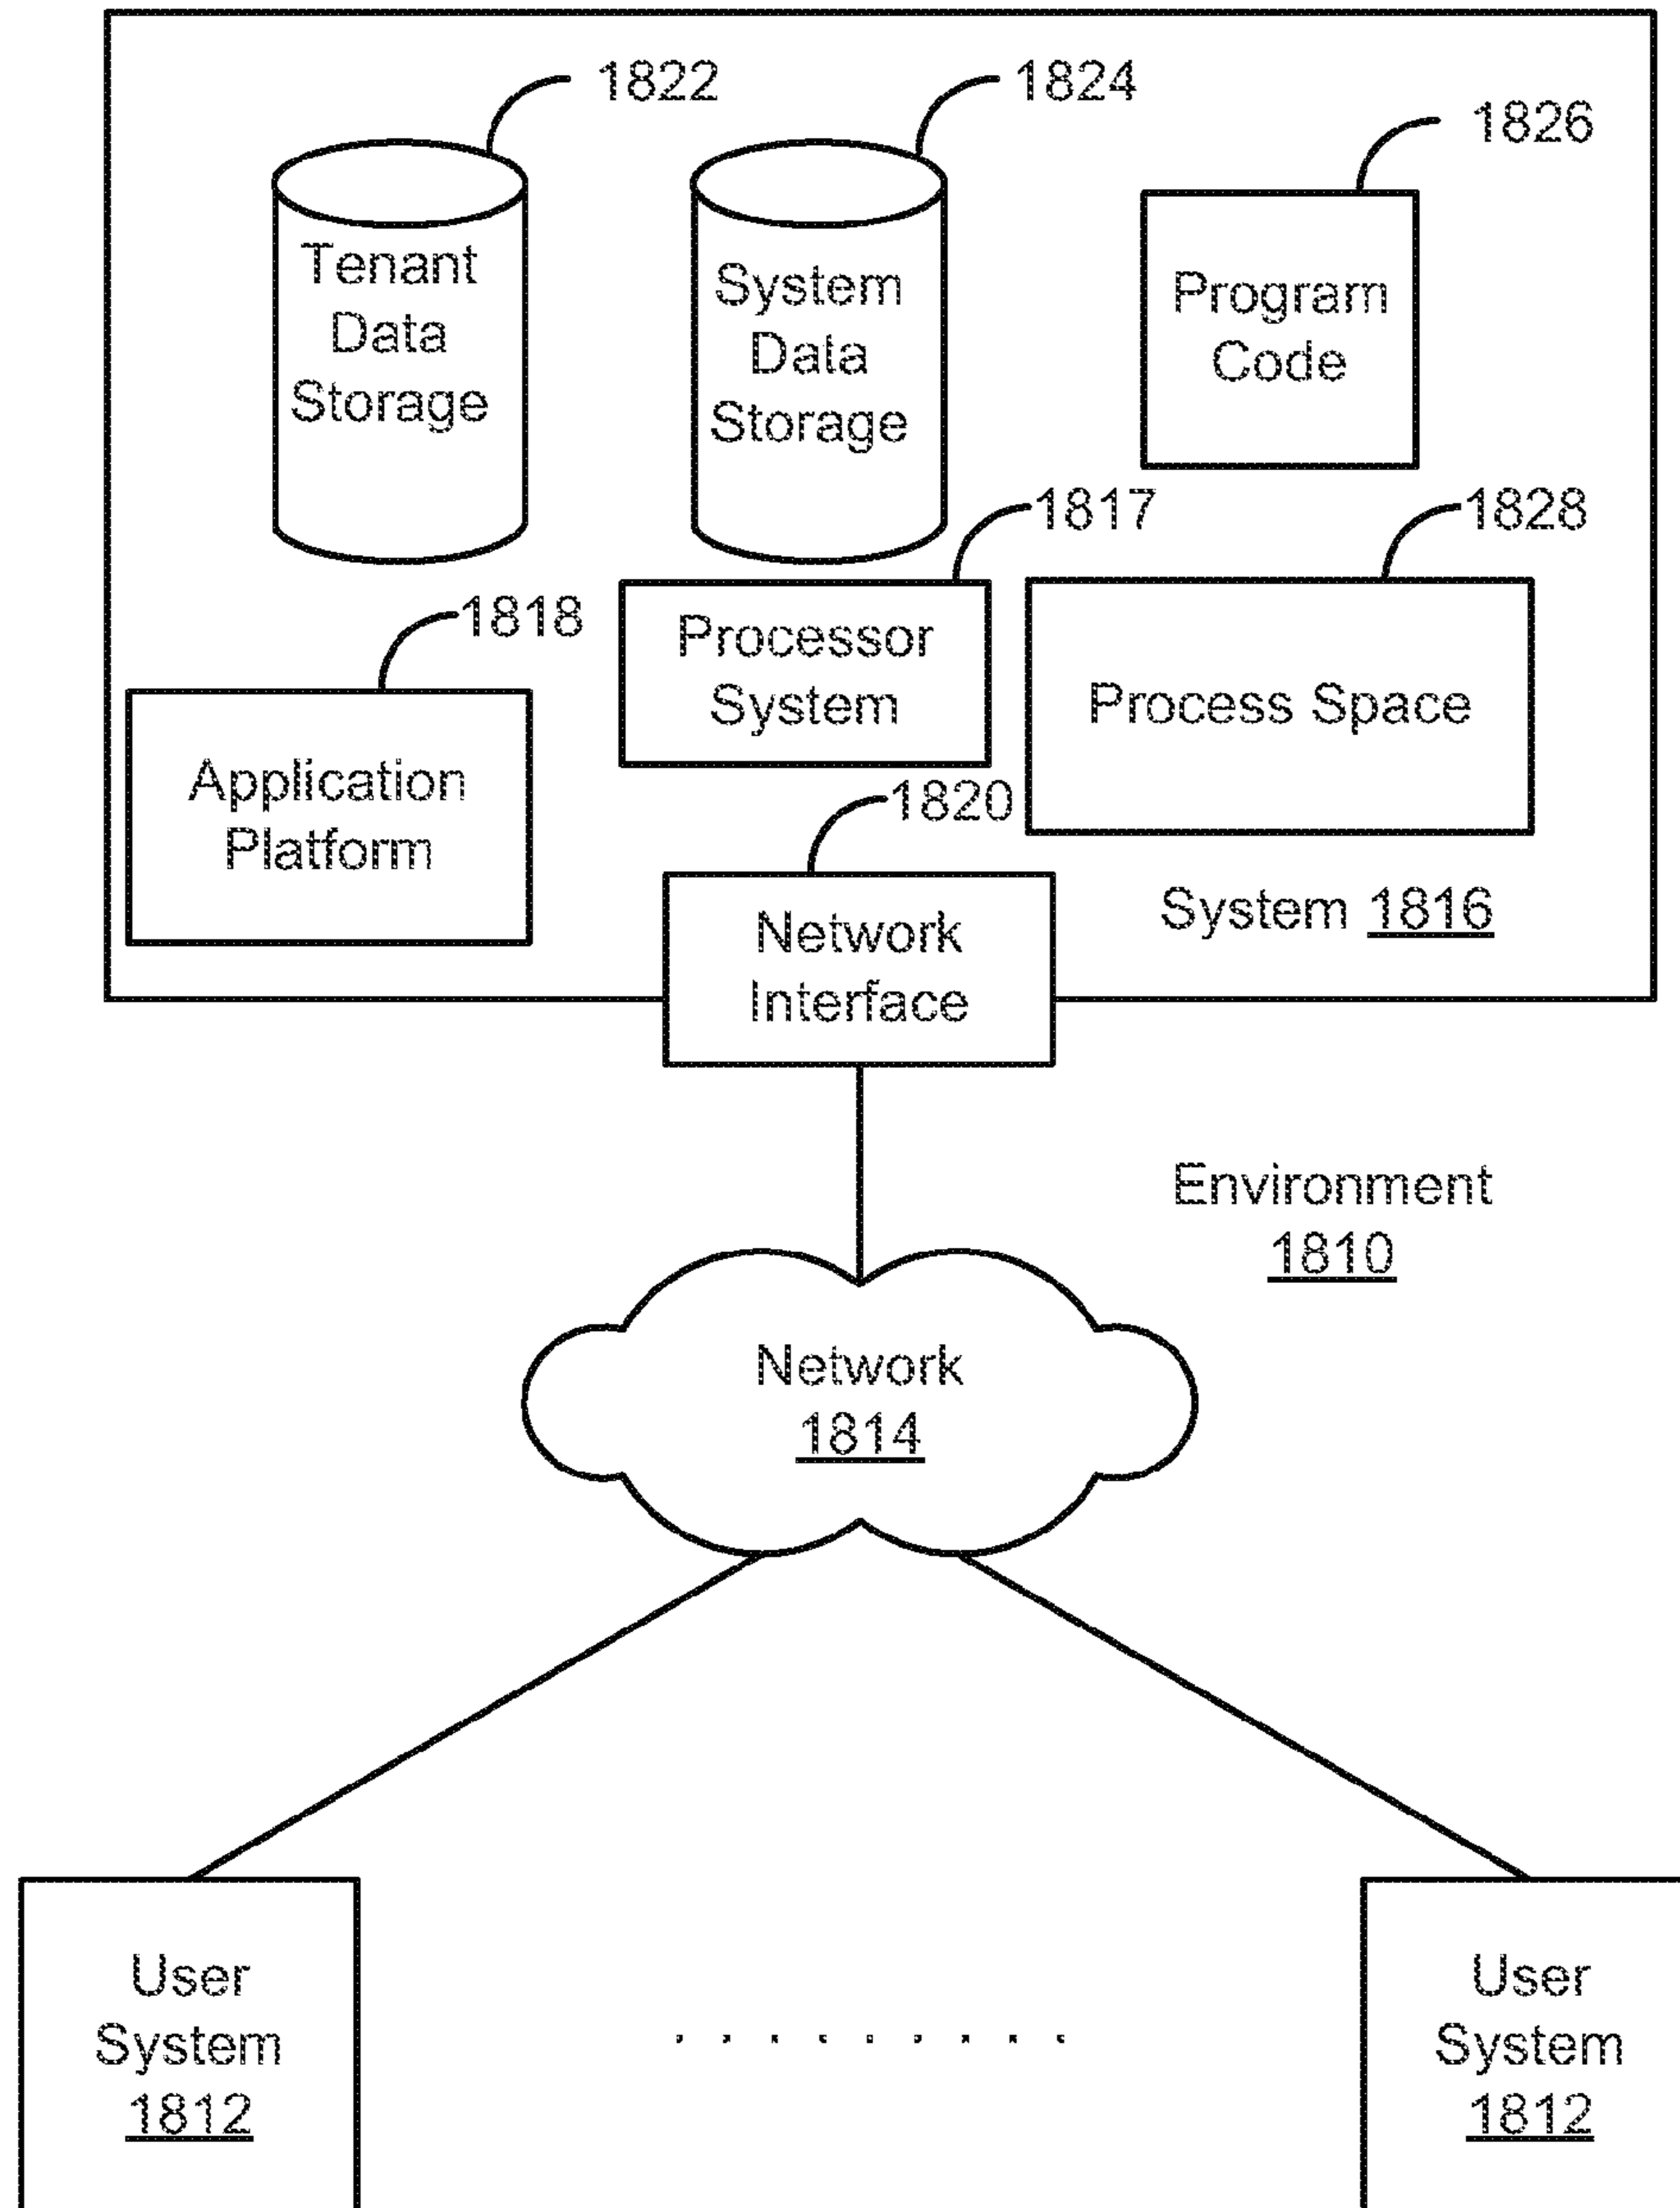 1822
1824
1826
Tenant
Data
Storage
System
Data
Storage
Program
Code
1817
1828
1818
Processor
System
Process Space
Application
Platform
1820
Network
Interface
System 1816
Environment
1810
Network
1814
User
System
1812
User
System
1812